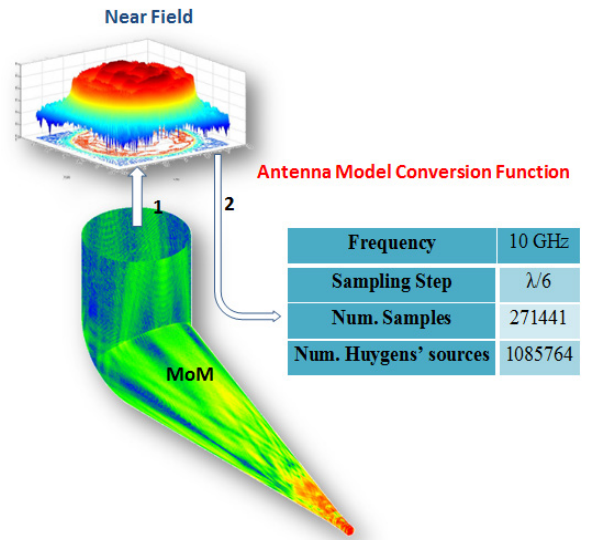 Near Field
Antenna Model Conversion Function
1
2
Frequency 10 GHz
Sampling Step λ/6
Num. Samples 271441
Num. Huygens' sources 1085764
MoM